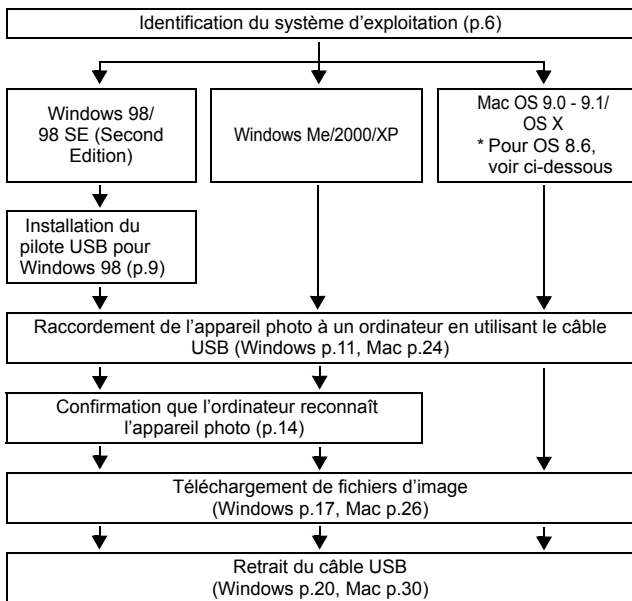 Identification du système d’exploitation (p.6)
Windows 98/
98 SE (Second
Edition)
Windows Me/2000/XP
Mac OS 9.0 - 9.1/
OS X
* Pour OS 8.6,
voir ci-dessous
Installation du
pilote USB pour
Windows 98 (p.9)
Raccordement de l’appareil photo à un ordinateur en utilisant le câble
USB (Windows p.11, Mac p.24)
Confirmation que l’ordinateur reconnaît
l’appareil photo (p.14)
Téléchargement de fichiers d’image
(Windows p.17, Mac p.26)
Retrait du câble USB
(Windows p.20, Mac p.30)